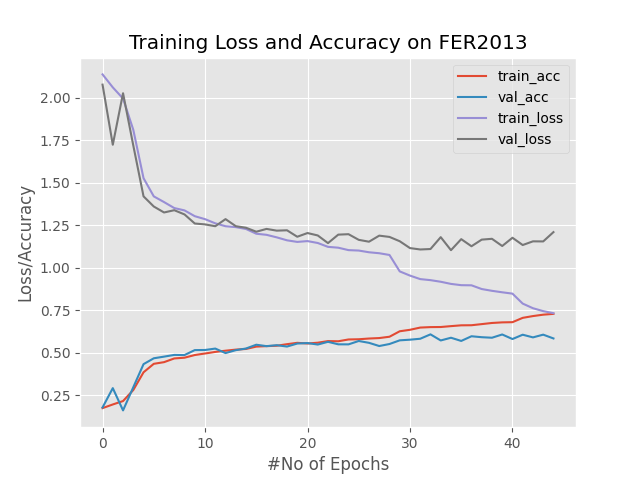 Training Loss and Accuracy on FER2013
train_acc
val_acc
train_loss
val_loss
2.00
1.75
1.50
1.25
1.00
0.75
0.50
0.25
Loss/Accuracy
0 10 20 30 40
#No of Epochs